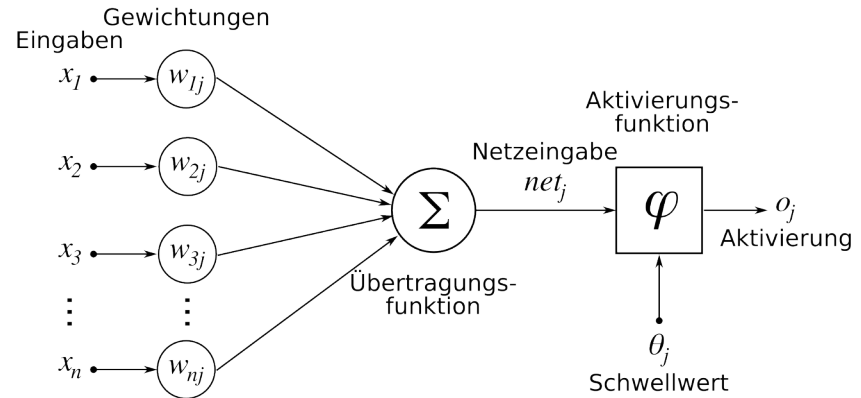 Gewichtungen
Eingaben
x1
w1j
x2
w2j
x3
w3j
⋮ ⋮
xn
wnj
Σ
Übertragungs-
funktion
Netzeingabe
netj
Aktivierungs-
funktion
φ
oj
Aktivierung
θj
Schwellwert